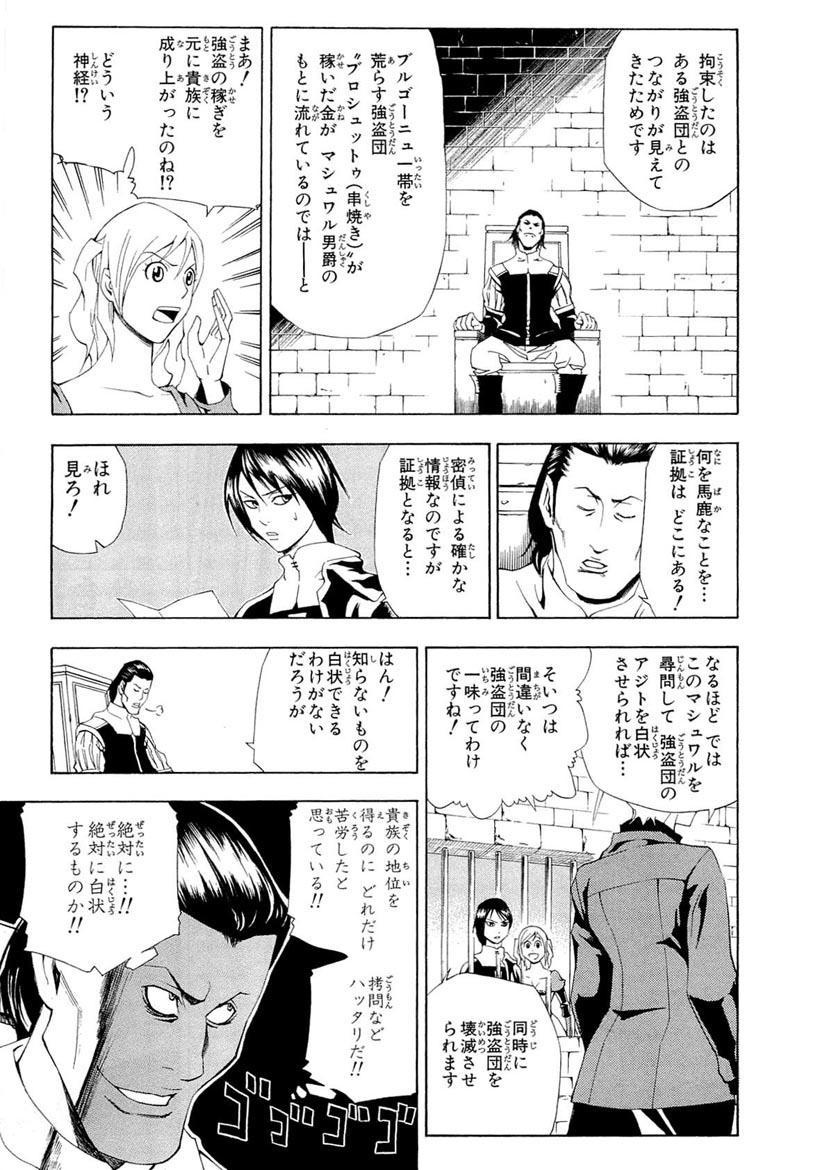 拘束したのは
ある強盗団との
つながりが見えて
きたためです
ブルゴーニュ一帯を
荒らす強盗団
〝ブロシュットゥ(串焼き)〟が
稼いだ金が マシュワル男爵の
もとに流れているのでは――と
まあ!
強盗の稼ぎを
元に貴族に
成り上がったのね!?
どういう
神経!?
何を馬鹿なことを…
証拠は どこにある!
密偵による確かな
情報なのですが
証拠となると…
ほれ
見ろ!
なるほど では
このマシュワルを
尋問して 強盗団の
アジトを白状
させられれば…
そいつは
間違いなく
強盗団の
一味ってわけ
ですね!
同時に
強盗団を
壊滅させ
られます
はん!
知らないものを
白状できる
わけがない
だろうが
貴族の地位を
得るのに どれだけ
苦労したと
思っている!!
拷問など
ハッタリだ!!
絶対に…!!
絶対に白状
するものか!!
ゴゴゴゴ